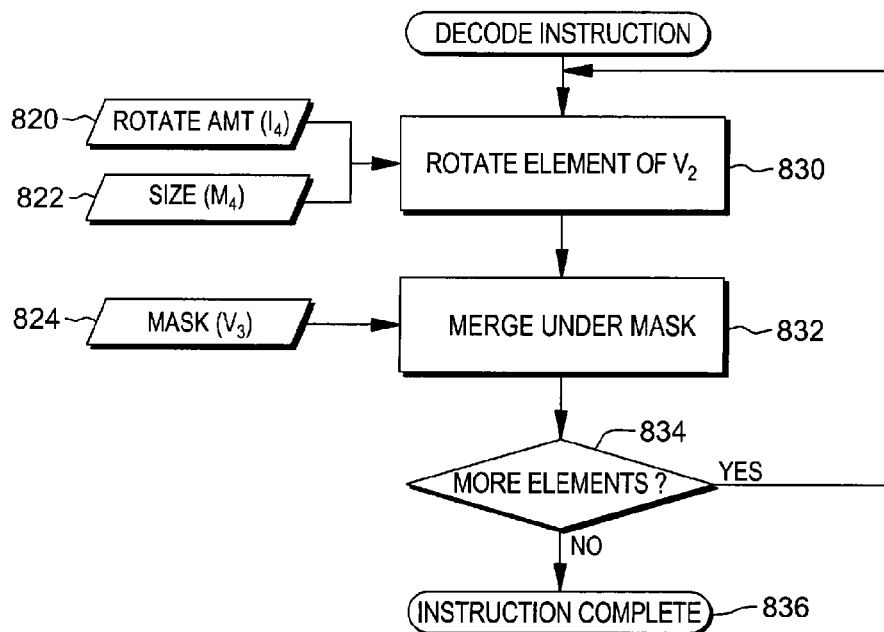 DECODE INSTRUCTION
820 ROTATE AMT (I4)
822 SIZE (M4)
ROTATE ELEMENT OF V2 830
824 MASK (V3)
MERGE UNDER MASK 832
834
MORE ELEMENTS ? YES
NO
INSTRUCTION COMPLETE 836